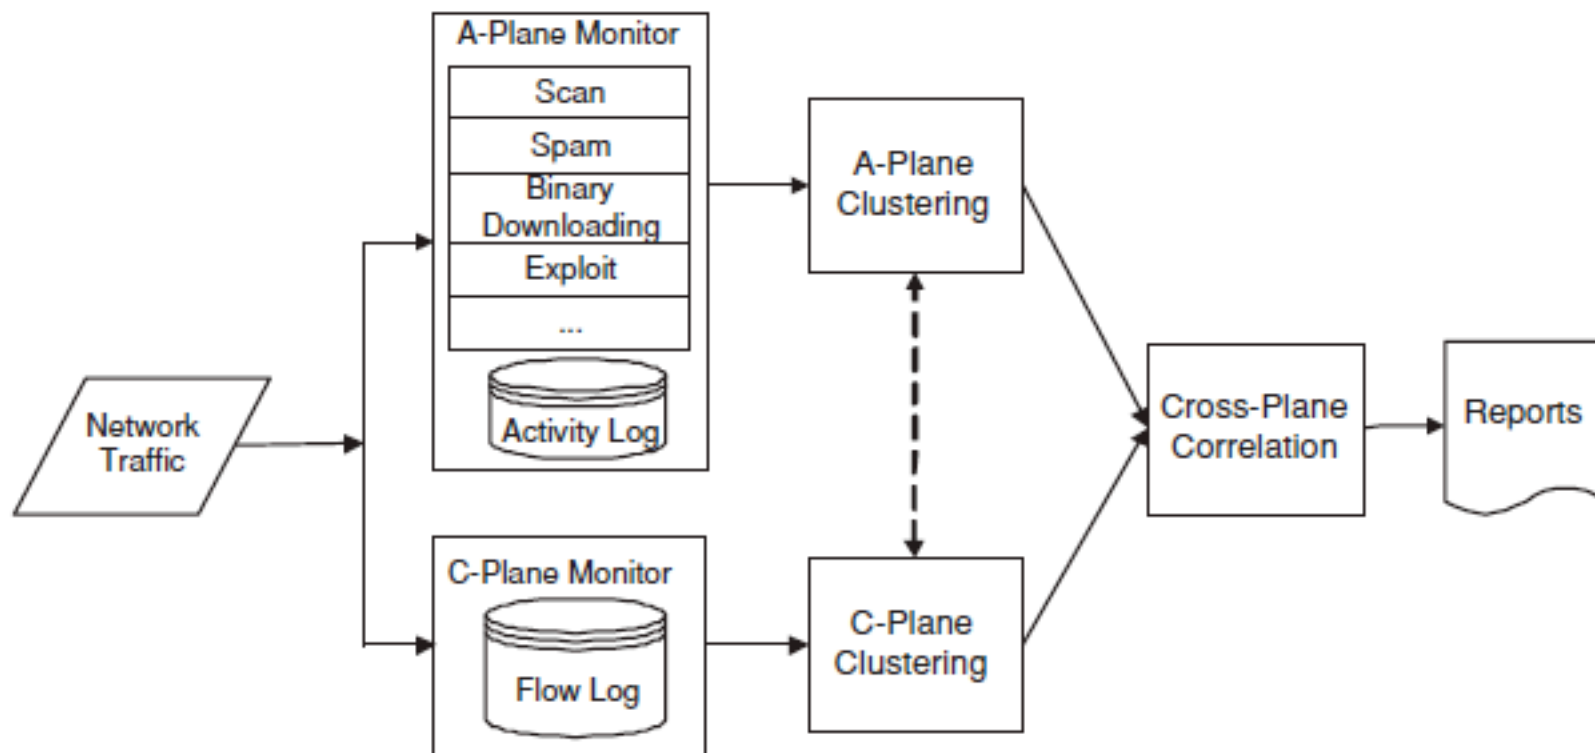 A-Plane Monitor
Scan
Spam
Binary
Downloading
Exploit
...
Activity Log
Network
Traffic
C-Plane Monitor
Flow Log
A-Plane
Clustering
C-Plane
Clustering
Cross-Plane
Correlation
Reports